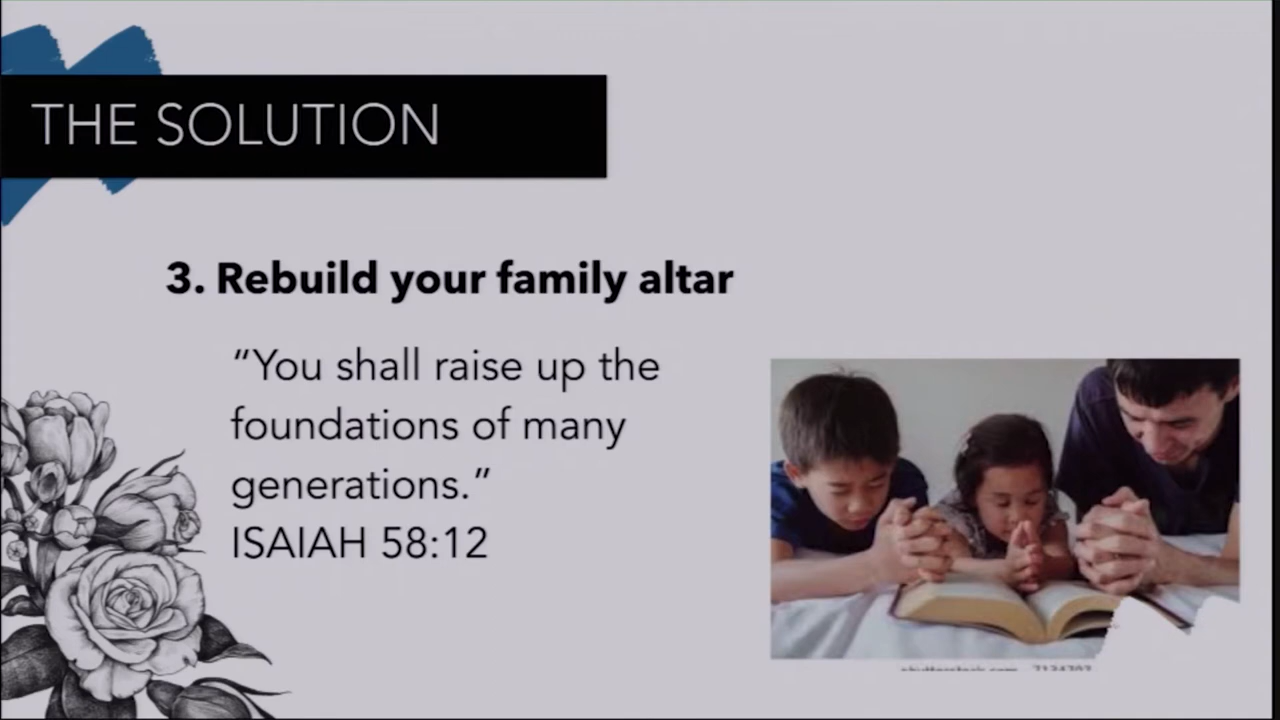 THE SOLUTION
3. Rebuild your family altar
“You shall raise up the
foundations of many
generations.”
ISAIAH 58:12